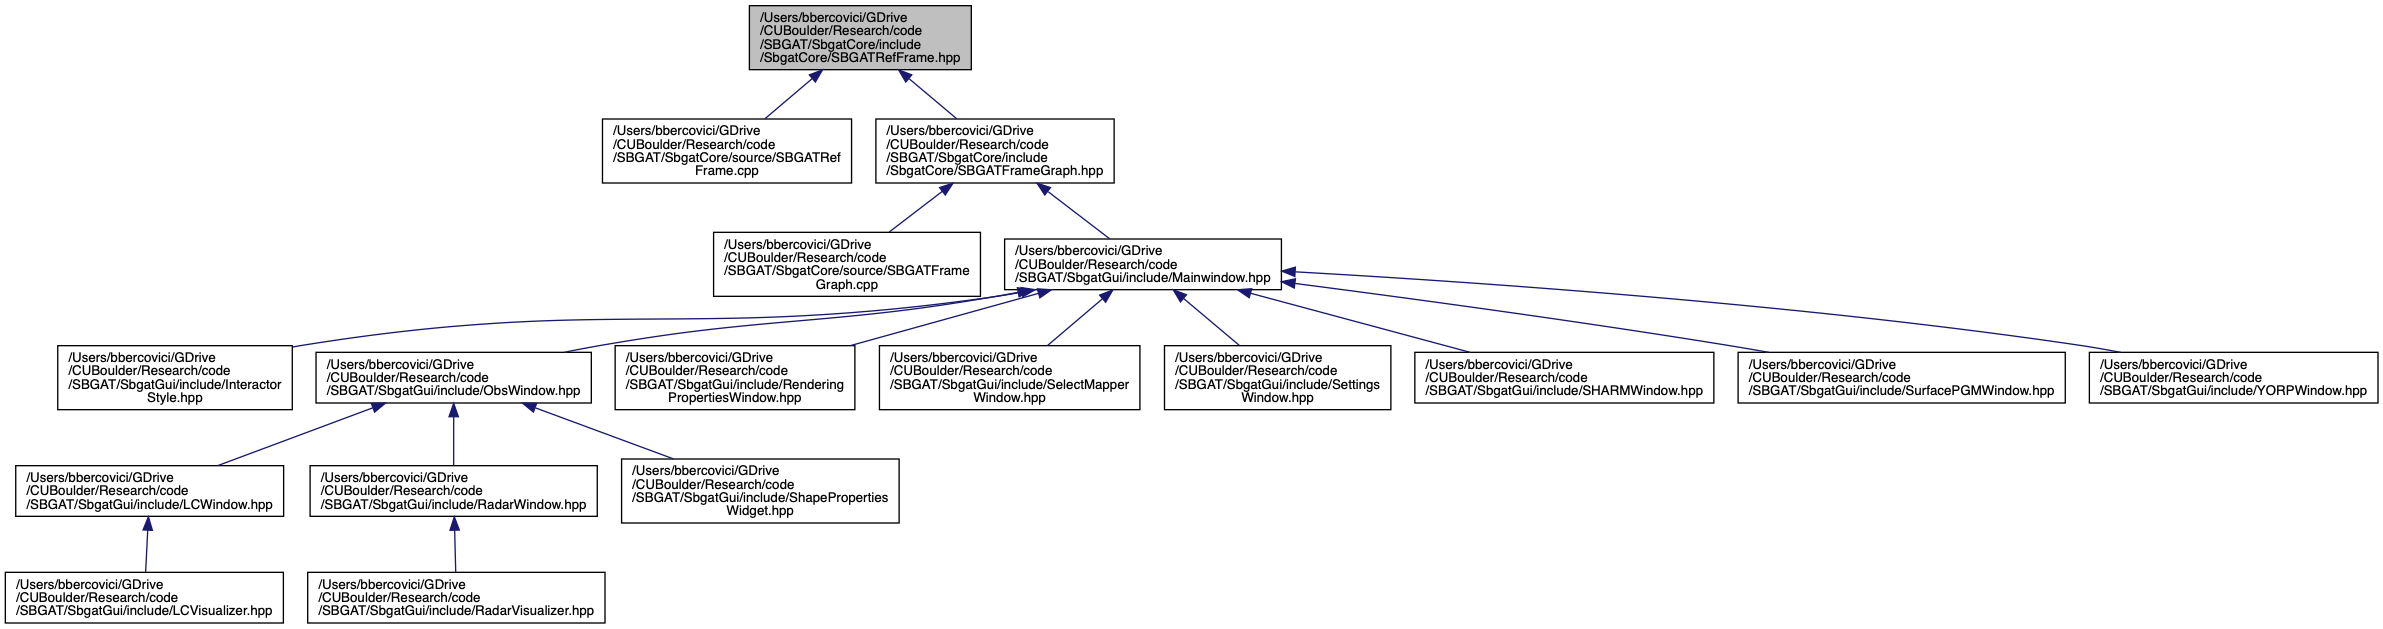 /Users/bbercovici/GDrive
/CUBoulder/Research/code
/SBGAT/SbgatCore/include
/SbgatCore/SBGATRefFrame.hpp
/Users/bbercovici/GDrive
/CUBoulder/Research/code
/SBGAT/SbgatCore/source/SBGATRef
Frame.cpp
/Users/bbercovici/GDrive
/CUBoulder/Research/code
/SBGAT/SbgatCore/include
/SbgatCore/SBGATFrameGraph.hpp
/Users/bbercovici/GDrive
/CUBoulder/Research/code
/SBGAT/SbgatCore/source/SBGATFrame
Graph.cpp
/Users/bbercovici/GDrive
/CUBoulder/Research/code
/SBGAT/SbgatGui/include/Mainwindow.hpp
/Users/bbercovici/GDrive
/CUBoulder/Research/code
/SBGAT/SbgatGui/include/Interactor
Style.hpp
/Users/bbercovici/GDrive
/CUBoulder/Research/code
/SBGAT/SbgatGui/include/ObsWindow.hpp
/Users/bbercovici/GDrive
/CUBoulder/Research/code
/SBGAT/SbgatGui/include/Rendering
PropertiesWindow.hpp
/Users/bbercovici/GDrive
/CUBoulder/Research/code
/SBGAT/SbgatGui/include/SelectMapper
Window.hpp
/Users/bbercovici/GDrive
/CUBoulder/Research/code
/SBGAT/SbgatGui/include/Settings
Window.hpp
/Users/bbercovici/GDrive
/CUBoulder/Research/code
/SBGAT/SbgatGui/include/SHARMWindow.hpp
/Users/bbercovici/GDrive
/CUBoulder/Research/code
/SBGAT/SbgatGui/include/SurfacePGMWindow.hpp
/Users/bbercovici/GDrive
/CUBoulder/Research/code
/SBGAT/SbgatGui/include/YORPWindow.hpp
/Users/bbercovici/GDrive
/CUBoulder/Research/code
/SBGAT/SbgatGui/include/LCWindow.hpp
/Users/bbercovici/GDrive
/CUBoulder/Research/code
/SBGAT/SbgatGui/include/RadarWindow.hpp
/Users/bbercovici/GDrive
/CUBoulder/Research/code
/SBGAT/SbgatGui/include/ShapeProperties
Widget.hpp
/Users/bbercovici/GDrive
/CUBoulder/Research/code
/SBGAT/SbgatGui/include/LCVisualizer.hpp
/Users/bbercovici/GDrive
/CUBoulder/Research/code
/SBGAT/SbgatGui/include/RadarVisualizer.hpp